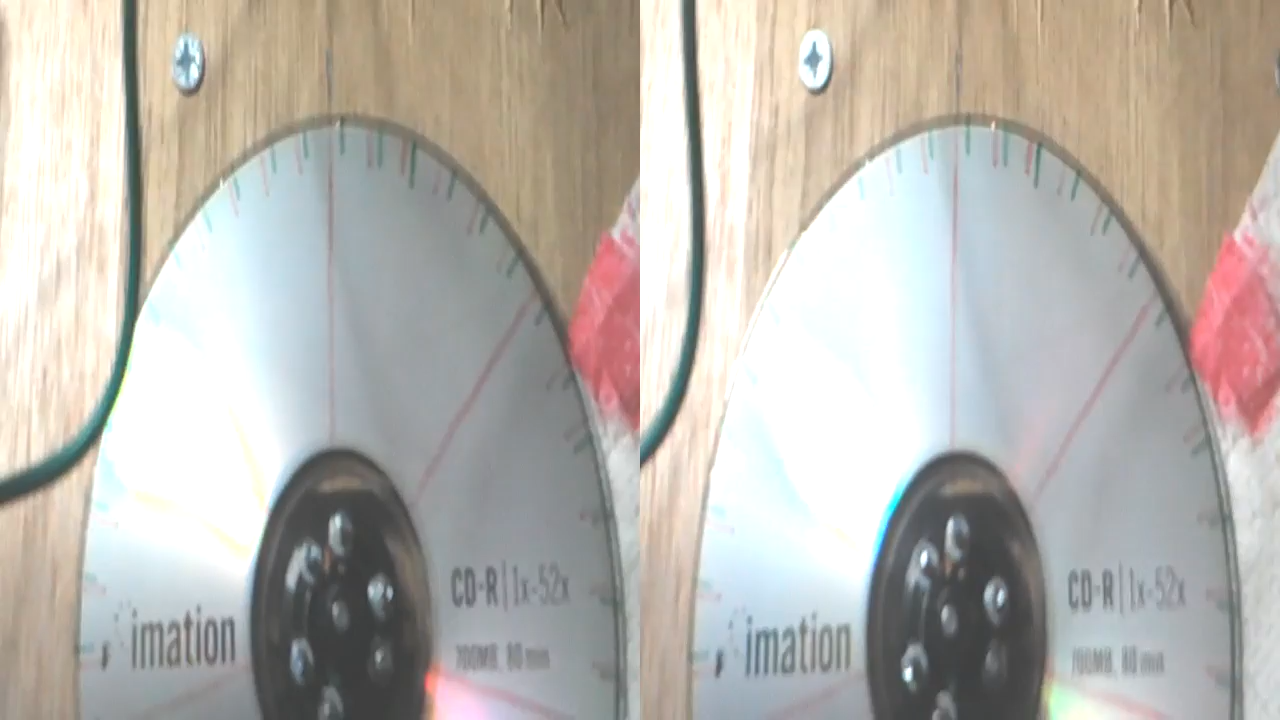 CD-R | 1x-52x
imation
700MB, 80 min
CD-R | 1x-52x
imation
700MB, 80 min